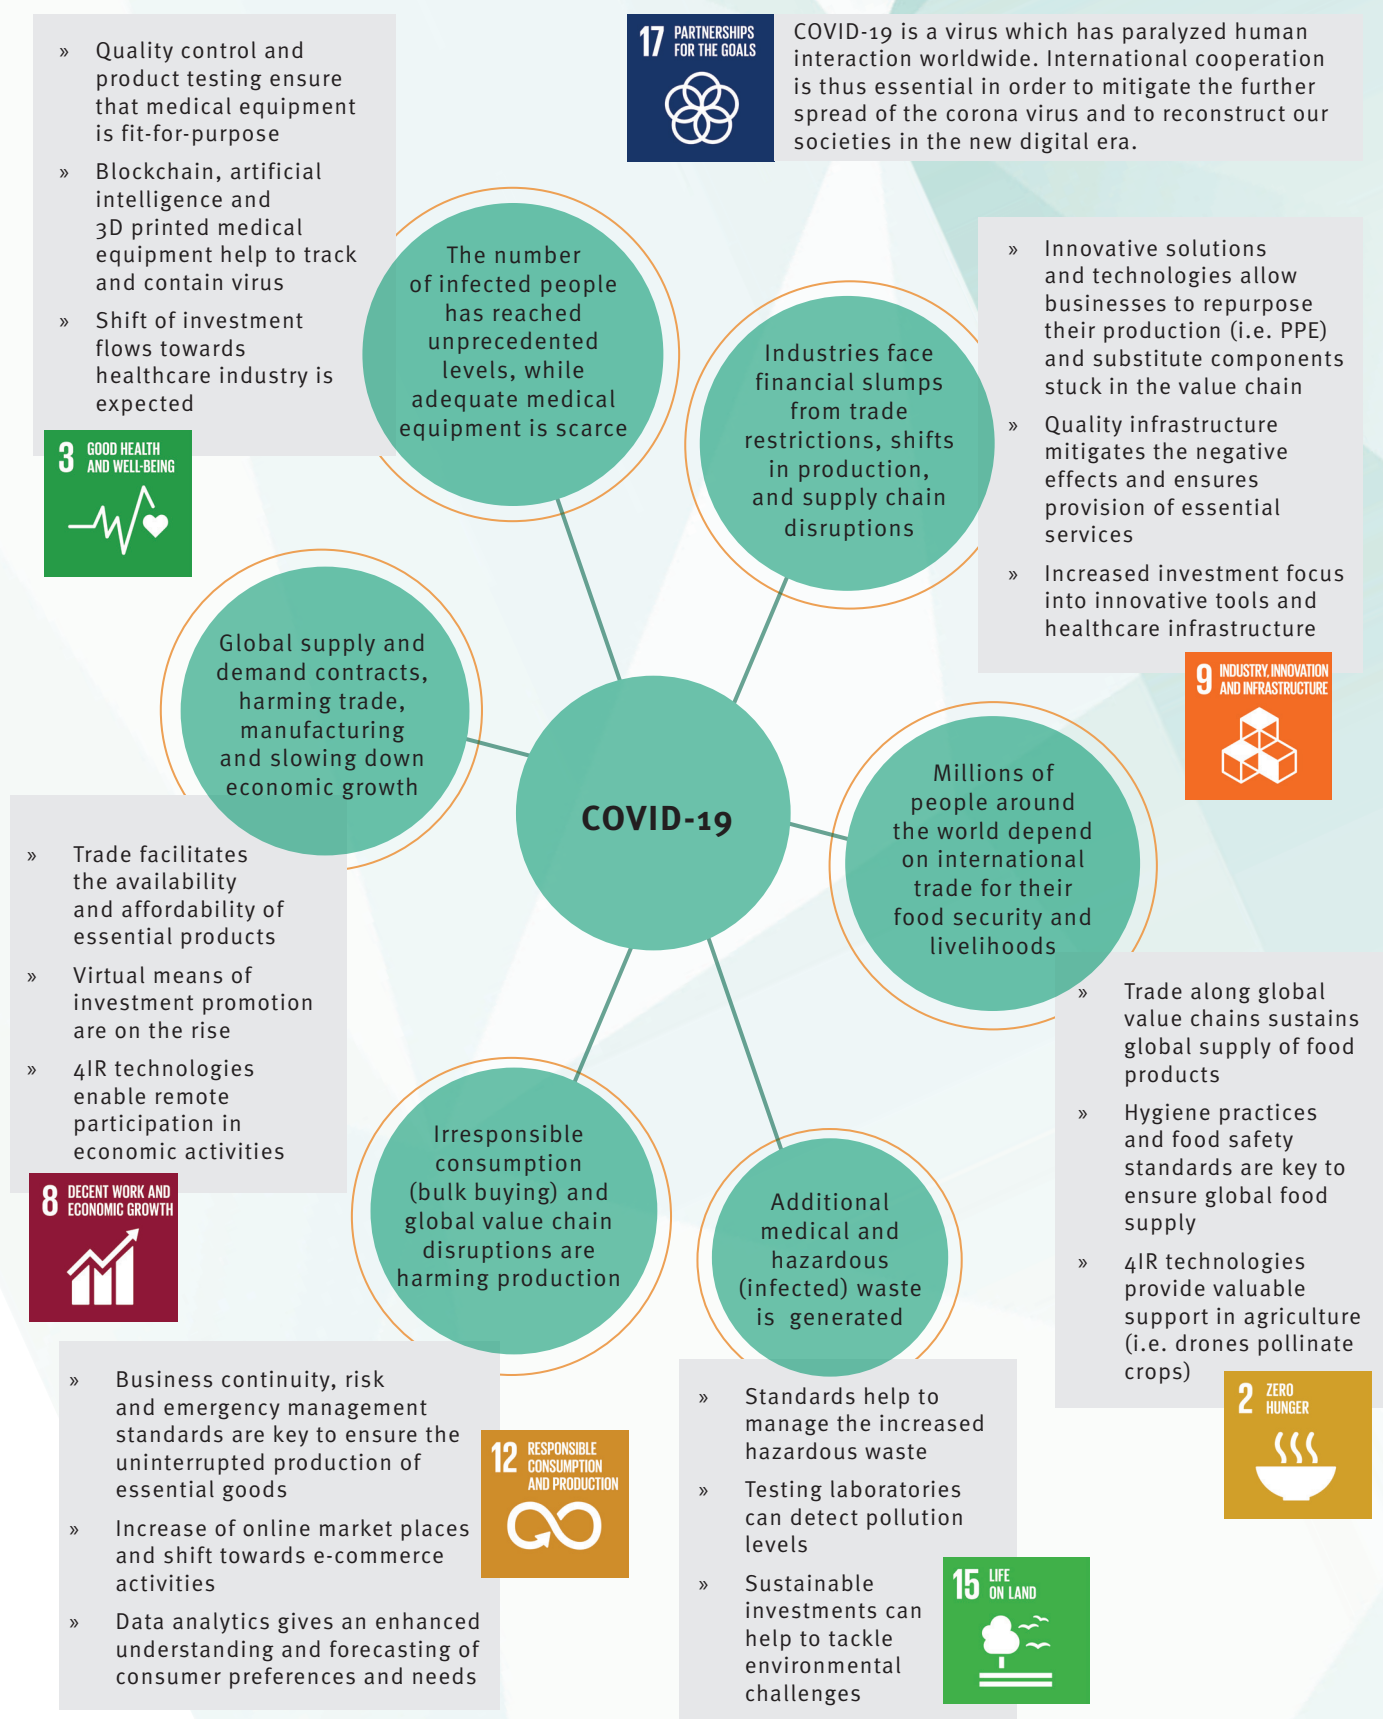 » Quality control and
product testing ensure
that medical equipment
is fit-for-purpose
» Blockchain, artificial
intelligence and
3D printed medical
equipment help to track
and contain virus
» Shift of investment
flows towards
healthcare industry is
expected
3 GOOD HEALTH
AND WELL-BEING
17 PARTNERSHIPS
FOR THE GOALS
COVID-19 is a virus which has paralyzed human
interaction worldwide. International cooperation
is thus essential in order to mitigate the further
spread of the corona virus and to reconstruct our
societies in the new digital era.
The number
of infected people
has reached
unprecedented
levels, while
adequate medical
equipment is scarce
Industries face
financial slumps
from trade
restrictions, shifts
in production,
and supply chain
disruptions
» Innovative solutions
and technologies allow
businesses to repurpose
their production (i.e. PPE)
and substitute components
stuck in the value chain
» Quality infrastructure
mitigates the negative
effects and ensures
provision of essential
services
» Increased investment focus
into innovative tools and
healthcare infrastructure
9 INDUSTRY, INNOVATION
AND INFRASTRUCTURE
Global supply and
demand contracts,
harming trade,
manufacturing
and slowing down
economic growth
COVID-19
Millions of
people around
the world depend
on international
trade for their
food security and
livelihoods
» Trade facilitates
the availability
and affordability of
essential products
» Virtual means of
investment promotion
are on the rise
» 4IR technologies
enable remote
participation in
economic activities
8 DECENT WORK AND
ECONOMIC GROWTH
» Trade along global
value chains sustains
global supply of food
products
» Hygiene practices
and food safety
standards are key to
ensure global food
supply
» 4IR technologies
provide valuable
support in agriculture
(i.e. drones pollinate
crops)
2 ZERO
HUNGER
Irresponsible
consumption
(bulk buying) and
global value chain
disruptions are
harming production
Additional
medical and
hazardous
(infected) waste
is generated
» Business continuity, risk
and emergency management
standards are key to ensure the
uninterrupted production of
essential goods
» Increase of online market places
and shift towards e-commerce
activities
» Data analytics gives an enhanced
understanding and forecasting of
consumer preferences and needs
12 RESPONSIBLE
CONSUMPTION
AND PRODUCTION
» Standards help to
manage the increased
hazardous waste
» Testing laboratories
can detect pollution
levels
» Sustainable
investments can
help to tackle
environmental
challenges
15 LIFE
ON LAND